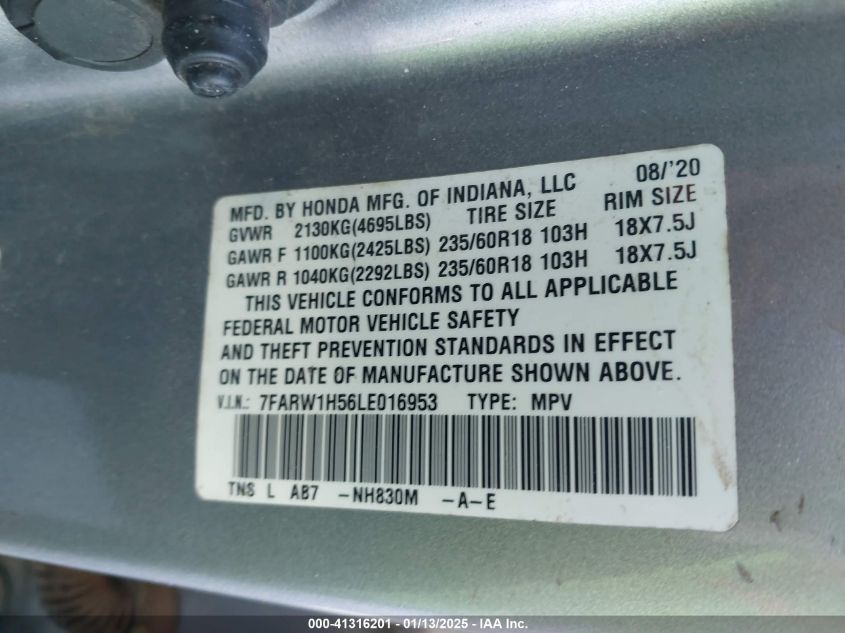 MFD. BY HONDA MFG. OF INDIANA, LLC 08/'20
GVWR 2130KG(4695LBS) TIRE SIZE RIM SIZE
GAWR F 1100KG(2425LBS) 235/60R18 103H 18X7.5J
GAWR R 1040KG(2292LBS) 235/60R18 103H 18X7.5J
THIS VEHICLE CONFORMS TO ALL APPLICABLE
FEDERAL MOTOR VEHICLE SAFETY
AND THEFT PREVENTION STANDARDS IN EFFECT
ON THE DATE OF MANUFACTURE SHOWN ABOVE.
V.I.N.: 7FARW1H56LE016953 TYPE: MPV
TNS L AB7 -NH830M -A-E
000-41316201 - 01/13/2025 - IAA Inc.